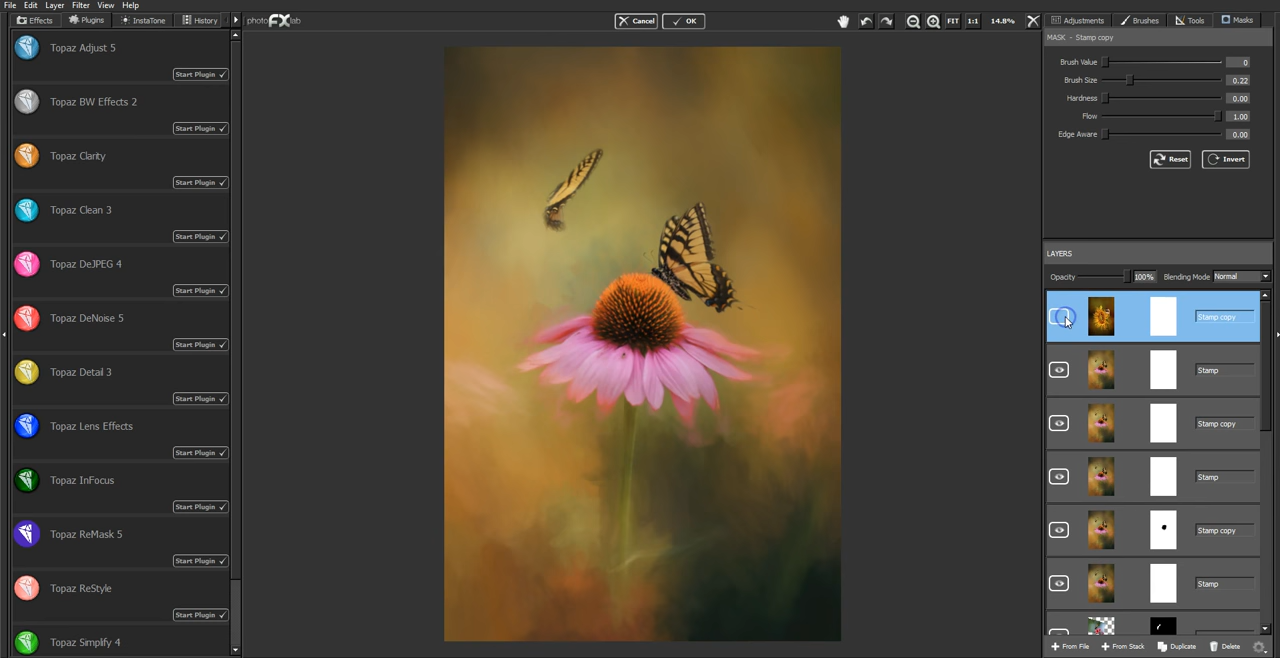 File Edit Layer Filter View Help
Effects Plugins InstaTone History
photoFXlab
Cancel OK
FIT 1:1 14.8%
Adjustments Brushes Tools Masks
Topaz Adjust 5
Start Plugin
Topaz BW Effects 2
Start Plugin
Topaz Clarity
Start Plugin
Topaz Clean 3
Start Plugin
Topaz DeJPEG 4
Start Plugin
Topaz DeNoise 5
Start Plugin
Topaz Detail 3
Start Plugin
Topaz Lens Effects
Start Plugin
Topaz InFocus
Start Plugin
Topaz ReMask 5
Start Plugin
Topaz ReStyle
Start Plugin
Topaz Simplify 4
MASK - Stamp copy
Brush Value 0
Brush Size 0.22
Hardness 0.00
Flow 1.00
Edge Aware 0.00
Reset Invert
LAYERS
Opacity 100% Blending Mode Normal
Stamp copy
Stamp
Stamp copy
Stamp
Stamp copy
Stamp
+ From File + From Stack Duplicate Delete